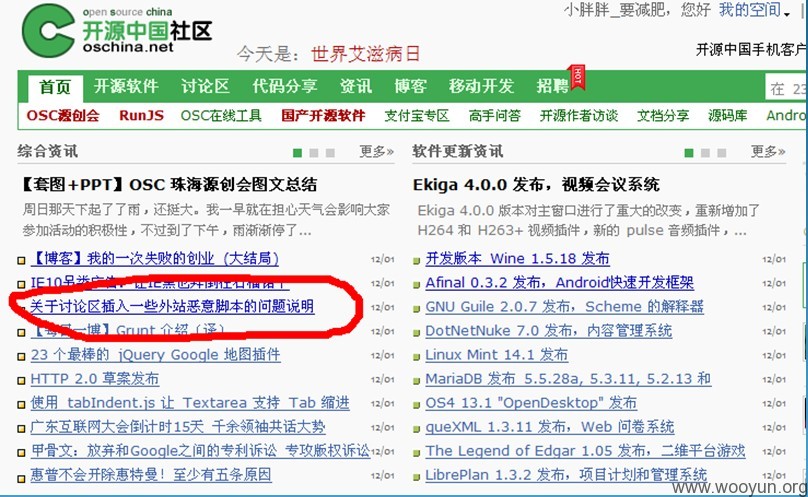 open source china
开源中国社区
oschina.net
小胖胖_要减肥，您好 我的空间
今天是：世界艾滋病日
开源中国手机客户
首页 开源软件 讨论区 代码分享 资讯 博客 移动开发 招聘 HOT
在 23
OSC源创会 RunJS OSC在线工具 国产开源软件 支付宝专区 高手问答 开源作者访谈 文档分享 源码库 Andro
综合资讯 更多»
【套图+PPT】OSC 珠海源创会图文总结
周日那天下起了了雨，还挺大。我一早就在担心天气会影响大家
参加活动的积极性，不过到了下午，雨渐渐停了...
【博客】我的一次失败的创业（大结局） 12/01
IE10另类广告：让IE黑也拜倒在石榴裙下 12/01
关于讨论区插入一些外站恶意脚本的问题说明 12/01
【每日一博】Grunt 介绍（译） 12/01
23 个最棒的 jQuery Google 地图插件 12/01
HTTP 2.0 草案发布 12/01
使用 tabIndent.js 让 Textarea 支持 Tab 缩进 12/01
广东互联网大会倒计时15天 千余领袖共话大势 12/01
甲骨文：放弃和Google之间的专利诉讼 专攻版权诉讼 12/01
惠普不会开除惠特曼！至少有五条原因 12/01
软件更新资讯 更多»
Ekiga 4.0.0 发布，视频会议系统
Ekiga 4.0.0 版本对主窗口进行了重大的改变，重新增加了
H264 和 H263+ 视频插件，新的 pulse 音频插件，...
开发版本 Wine 1.5.18 发布 12/01
Afinal 0.3.2 发布，Android快速开发框架 12/01
GNU Guile 2.0.7 发布，Scheme 的解释器 12/01
DotNetNuke 7.0 发布，内容管理系统 12/01
Linux Mint 14.1 发布 12/01
MariaDB 发布 5.5.28a, 5.3.11, 5.2.13 和 12/01
OS4 13.1 "OpenDesktop" 发布 12/01
queXML 1.3.11 发布，Web 问卷系统 12/01
The Legend of Edgar 1.05 发布，二维平台游戏 12/01
LibrePlan 1.3.2 发布，项目计划和管理系统 12/01
www.wooyun.org